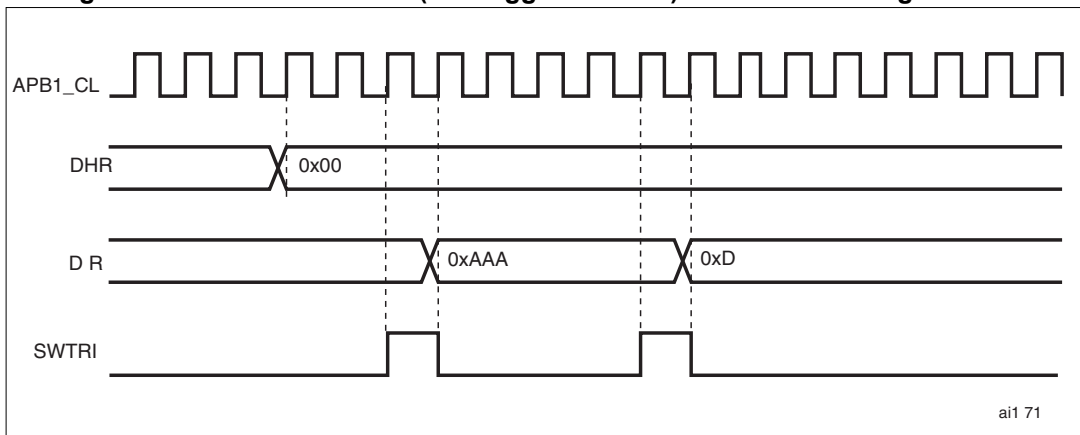 APB1_CL
DHR
0x00
D R
0xAAA
0xD
SWTRI
ai1 71